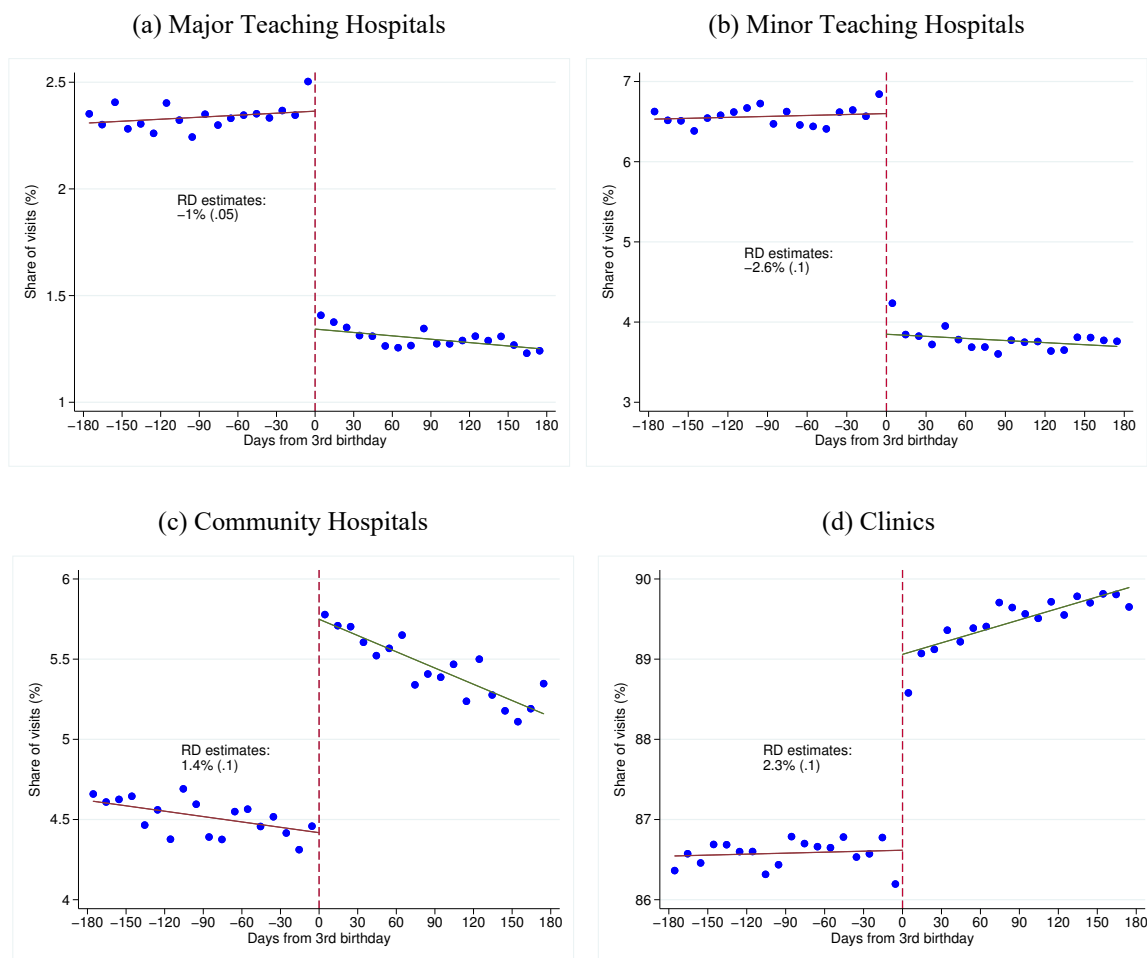 (a) Major Teaching Hospitals
2.5
2
1.5
1
Share of visits (%)
RD estimates:
−1% (.05)
−180 −150 −120 −90 −60 −30 0 30 60 90 120 150 180
Days from 3rd birthday
(b) Minor Teaching Hospitals
7
6
5
4
3
Share of visits (%)
RD estimates:
−2.6% (.1)
−180 −150 −120 −90 −60 −30 0 30 60 90 120 150 180
Days from 3rd birthday
(c) Community Hospitals
6
5.5
5
4.5
4
Share of visits (%)
RD estimates:
1.4% (.1)
−180 −150 −120 −90 −60 −30 0 30 60 90 120 150 180
Days from 3rd birthday
(d) Clinics
90
89
88
87
86
Share of visits (%)
RD estimates:
2.3% (.1)
−180 −150 −120 −90 −60 −30 0 30 60 90 120 150 180
Days from 3rd birthday